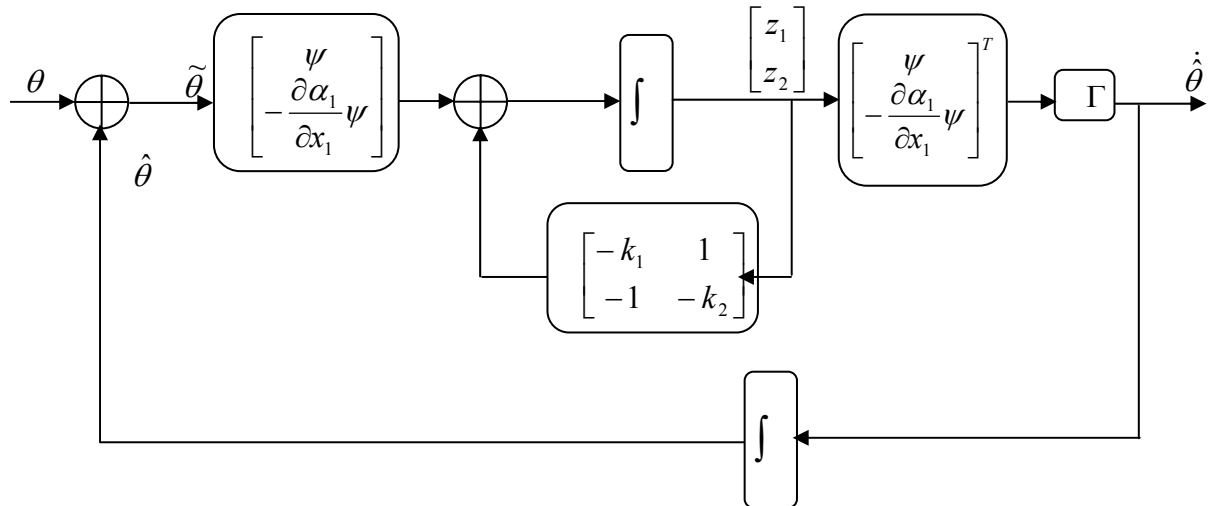 θ
θ̃
θ̂
[ ψ
-∂α₁/∂x₁ ψ ]
∫
[ z₁
z₂ ]
[ ψ
-∂α₁/∂x₁ ψ ]ᵀ
Γ
θ̂̇
[ -k₁ 1
-1 -k₂ ]
∫